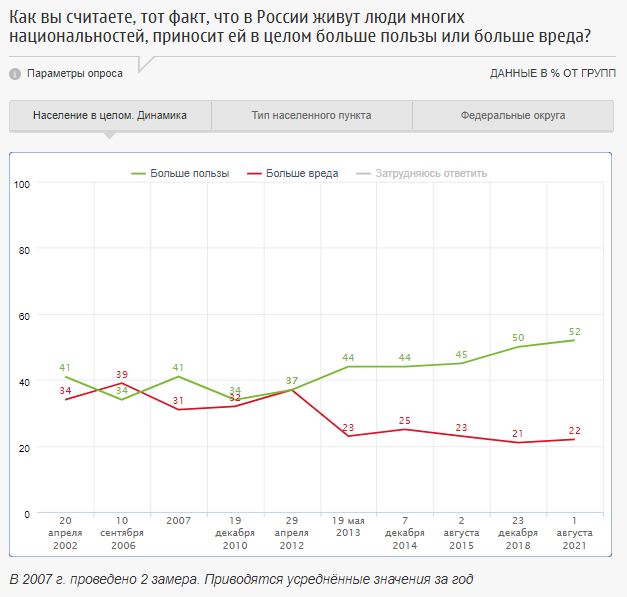 Как вы считаете, тот факт, что в России живут люди многих
национальностей, приносит ей в целом больше пользы или больше вреда?
Параметры опроса
ДАННЫЕ В % ОТ ГРУПП
Население в целом. Динамика
Тип населенного пункта
Федеральные округа
Больше пользы
Больше вреда
Затрудняюсь ответить
100
80
60
40
20
0
41 34 41 34 37 44 44 45 50 52
34 39 31 32 23 25 23 21 22
20 апреля 2002
10 сентября 2006
2007
19 декабря 2010
29 апреля 2012
19 мая 2013
7 декабря 2014
2 августа 2015
23 декабря 2018
1 августа 2021
В 2007 г. проведено 2 замера. Приводятся усреднённые значения за год